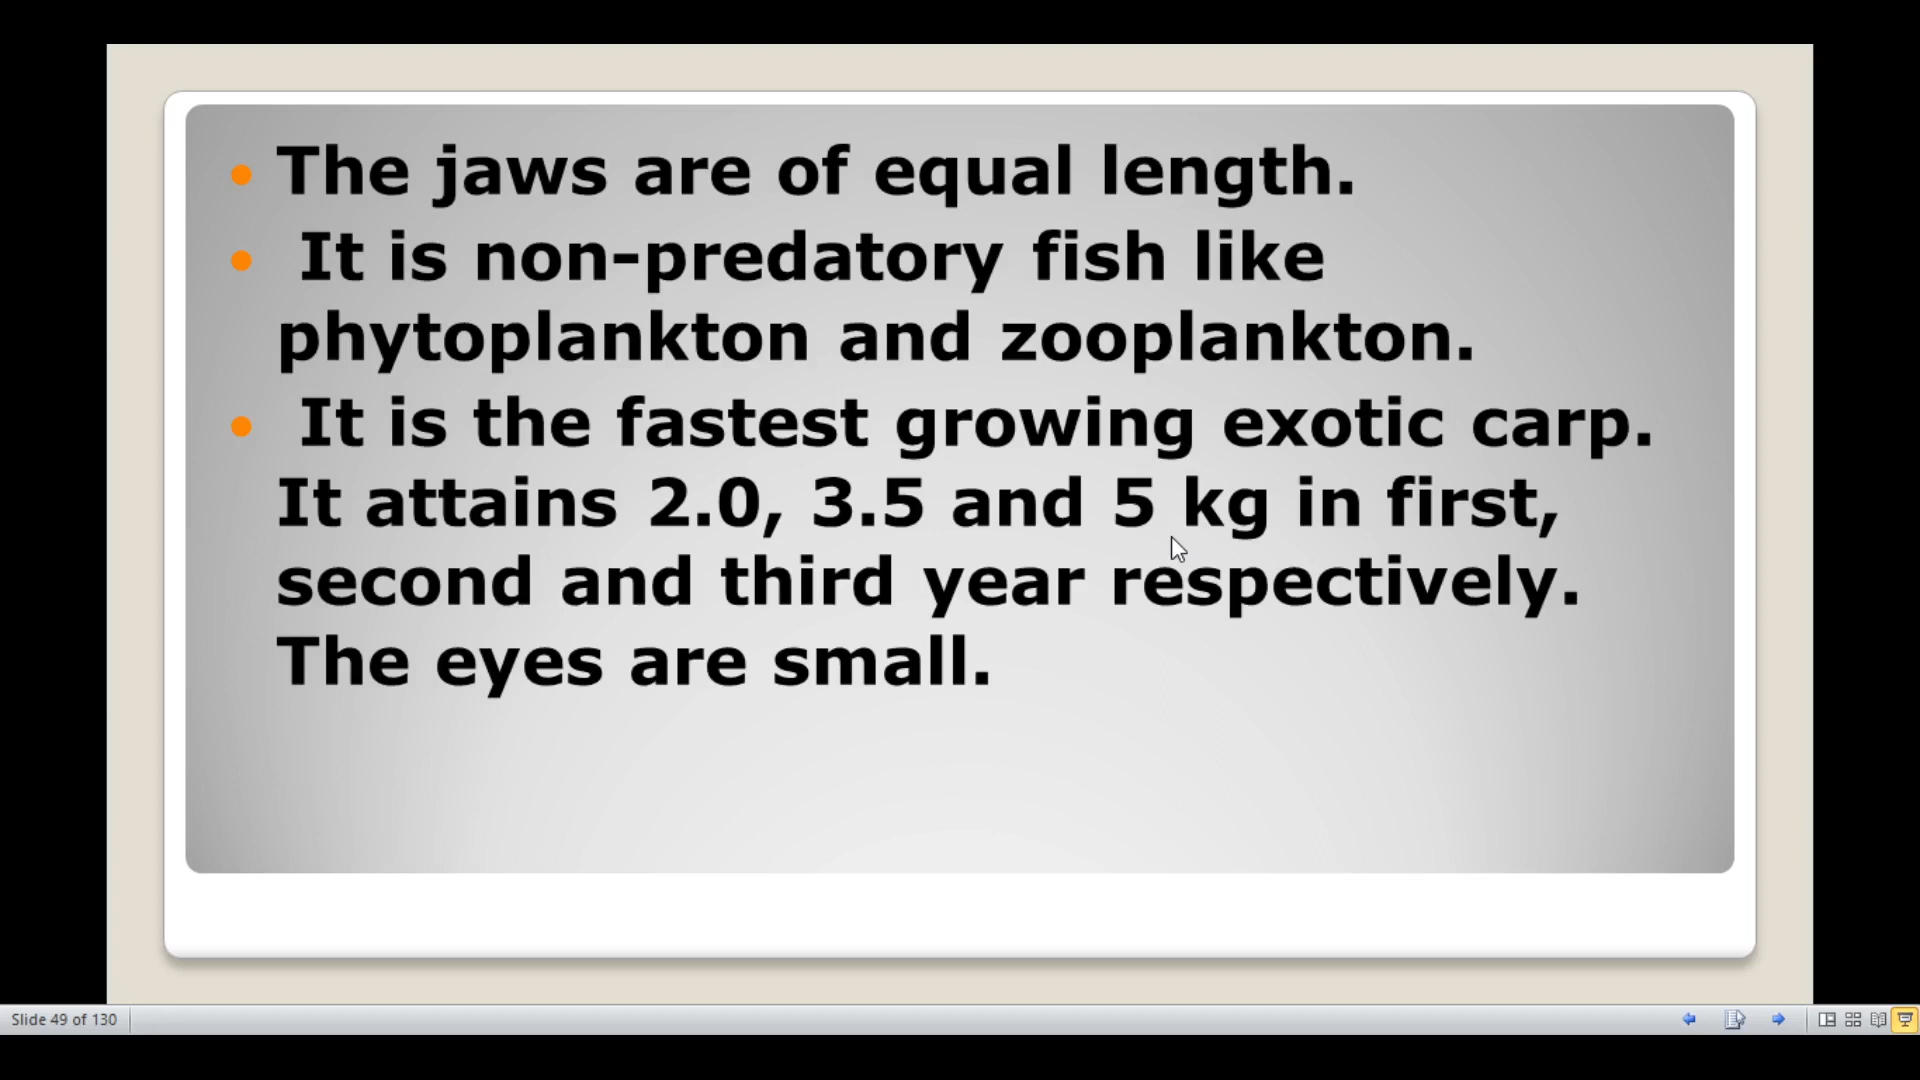 • The jaws are of equal length.
• It is non-predatory fish like
phytoplankton and zooplankton.
• It is the fastest growing exotic carp.
It attains 2.0, 3.5 and 5 kg in first,
second and third year respectively.
The eyes are small.
Slide 49 of 130